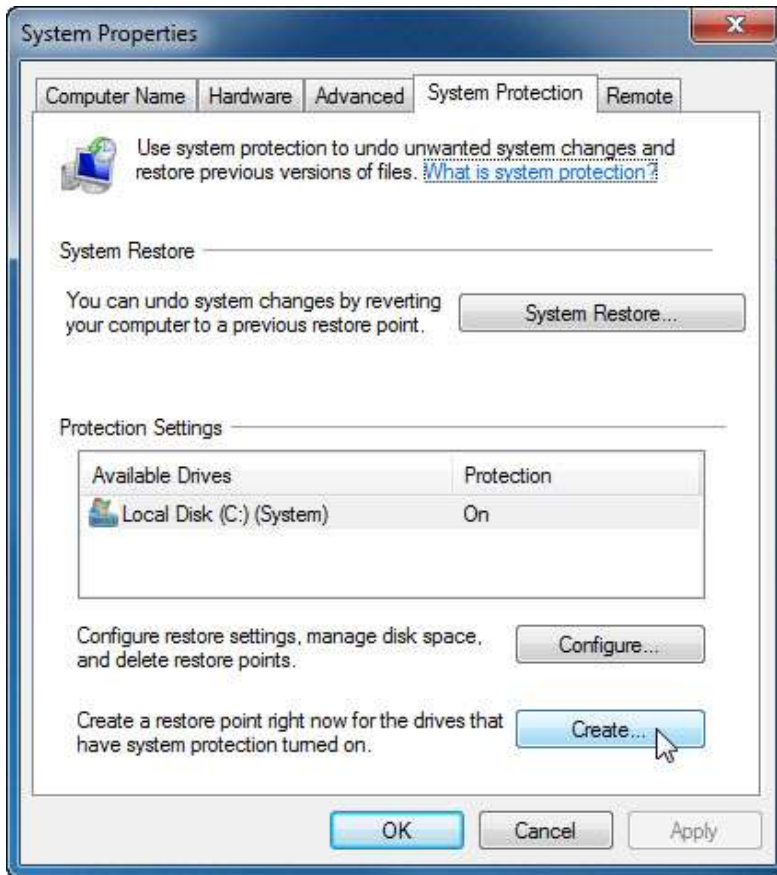 System Properties
Computer Name
Hardware
Advanced
System Protection
Remote
Use system protection to undo unwanted system changes and
restore previous versions of files. What is system protection?
System Restore
You can undo system changes by reverting
your computer to a previous restore point.
System Restore...
Protection Settings
Available Drives
Protection
Local Disk (C:) (System)
On
Configure restore settings, manage disk space,
and delete restore points.
Configure...
Create a restore point right now for the drives that
have system protection turned on.
Create...
OK
Cancel
Apply